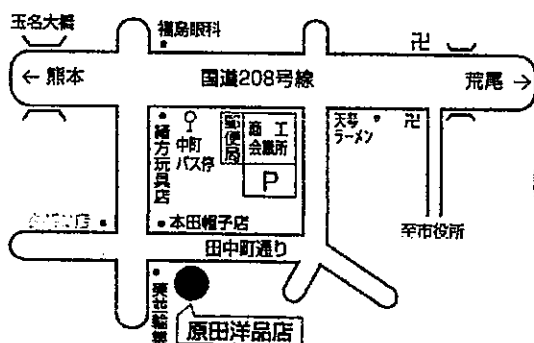 玉名大橋
福島眼科
卍
← 熊本
国道208号線
荒尾 →
緒方玩具店
中町
バス停
郵便局
商工
会議所
P
天琴
ラーメン
卍
本田帽子店
至市役所
田中町通り
原田洋品店